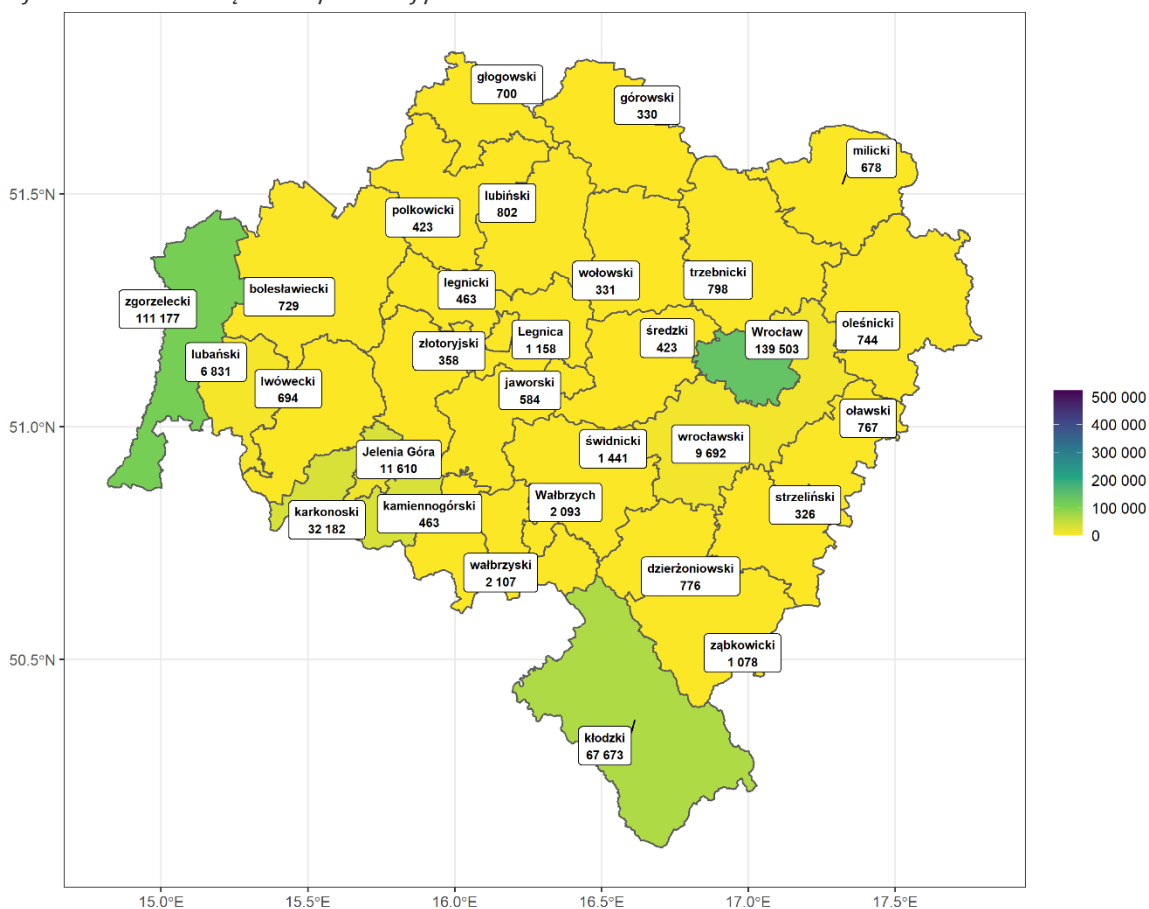 głogowski
700
górowski
330
milicki
678
51.5°N
lubiński
802
polkowicki
423
wołowski
331
trzebnicki
798
legnicki
463
bolesławiecki
729
zgorzelecki
111 177
oleśnicki
744
średzki
423
Wrocław
139 503
Legnica
1 158
złotoryjski
358
lubański
6 831
lwówecki
694
jaworski
584
51.0°N
oławski
767
500 000
400 000
300 000
200 000
100 000
0
świdnicki
1 441
wrocławski
9 692
Jelenia Góra
11 610
Wałbrzych
2 093
strzeliński
326
karkonoski
32 182
kamiennogórski
463
wałbrzyski
2 107
dzierżoniowski
776
50.5°N
ząbkowicki
1 078
kłodzki
67 673
15.0°E
15.5°E
16.0°E
16.5°E
17.0°E
17.5°E